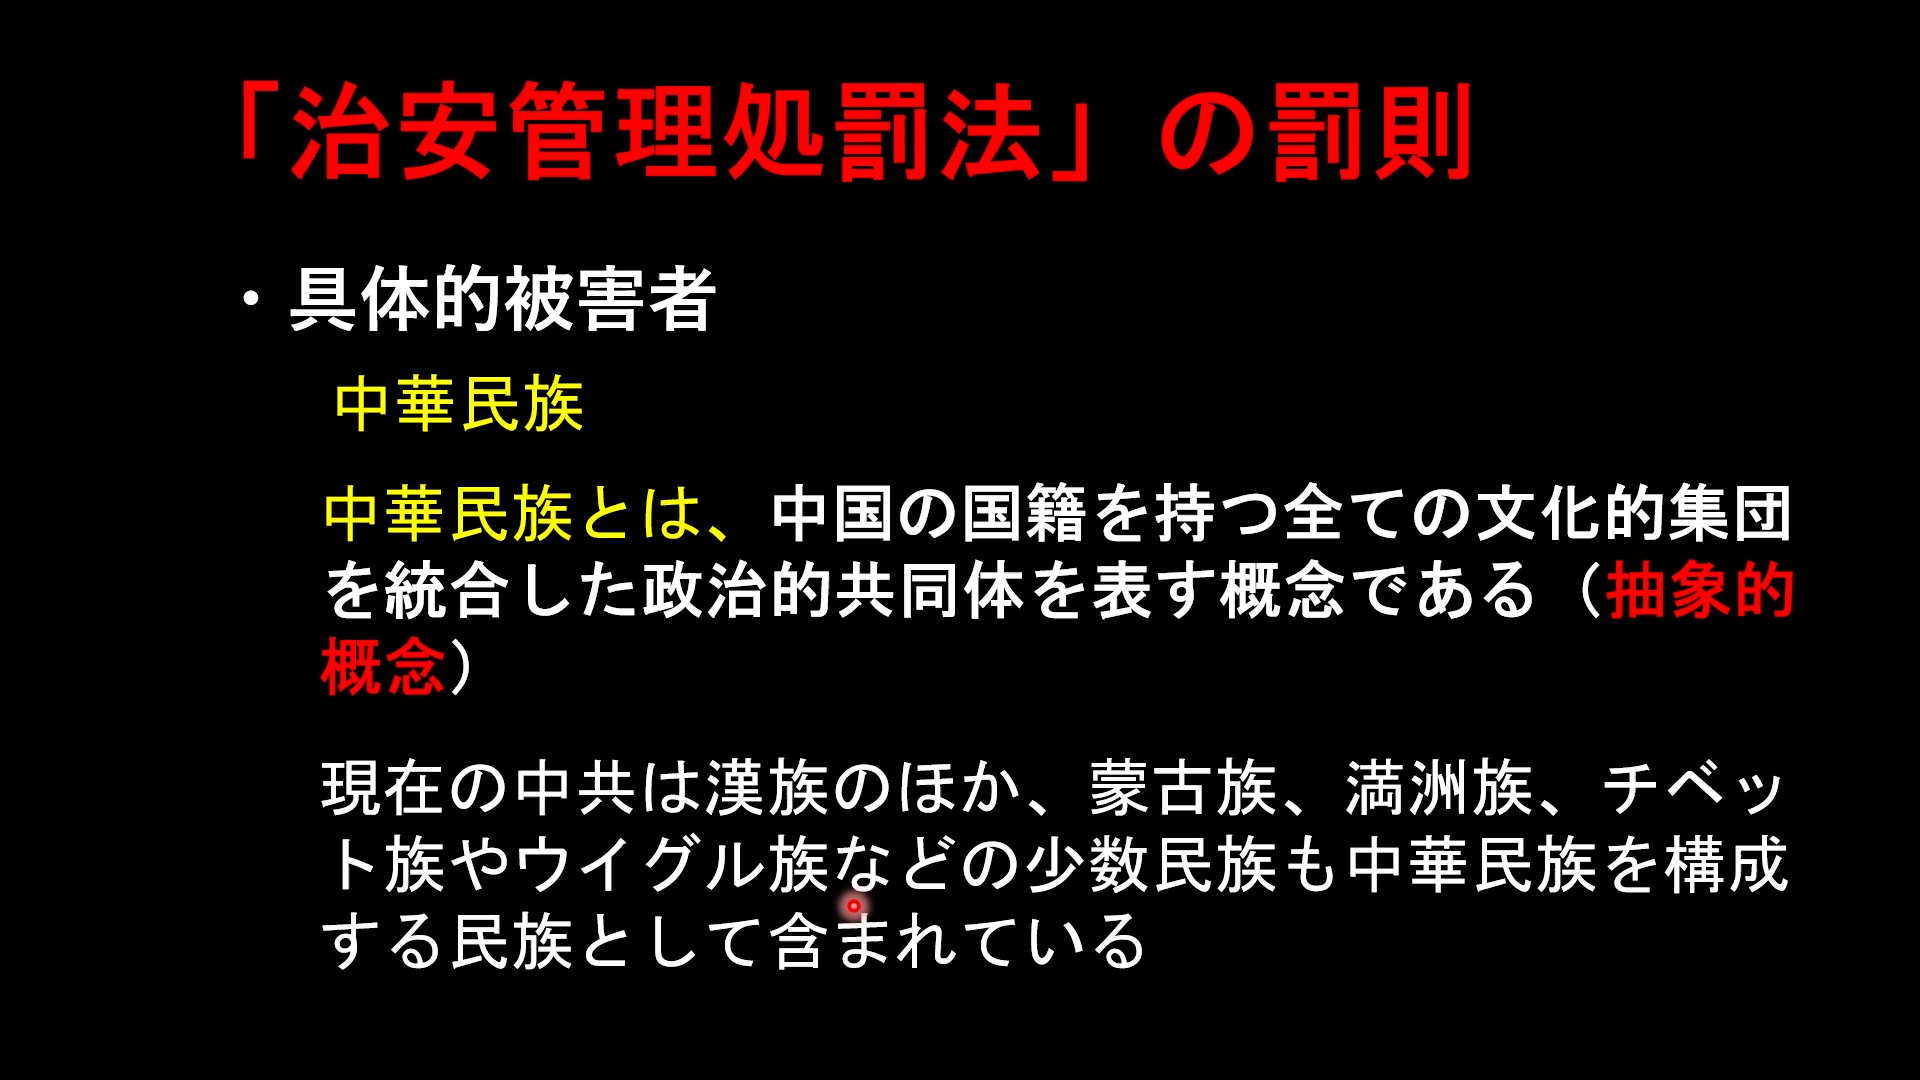 「治安管理処罰法」の罰則
・具体的被害者
中華民族
中華民族とは、中国の国籍を持つ全ての文化的集団
を統合した政治的共同体を表す概念である（抽象的
概念）
現在の中共は漢族のほか、蒙古族、満洲族、チベッ
ト族やウイグル族などの少数民族も中華民族を構成
する民族として含まれている